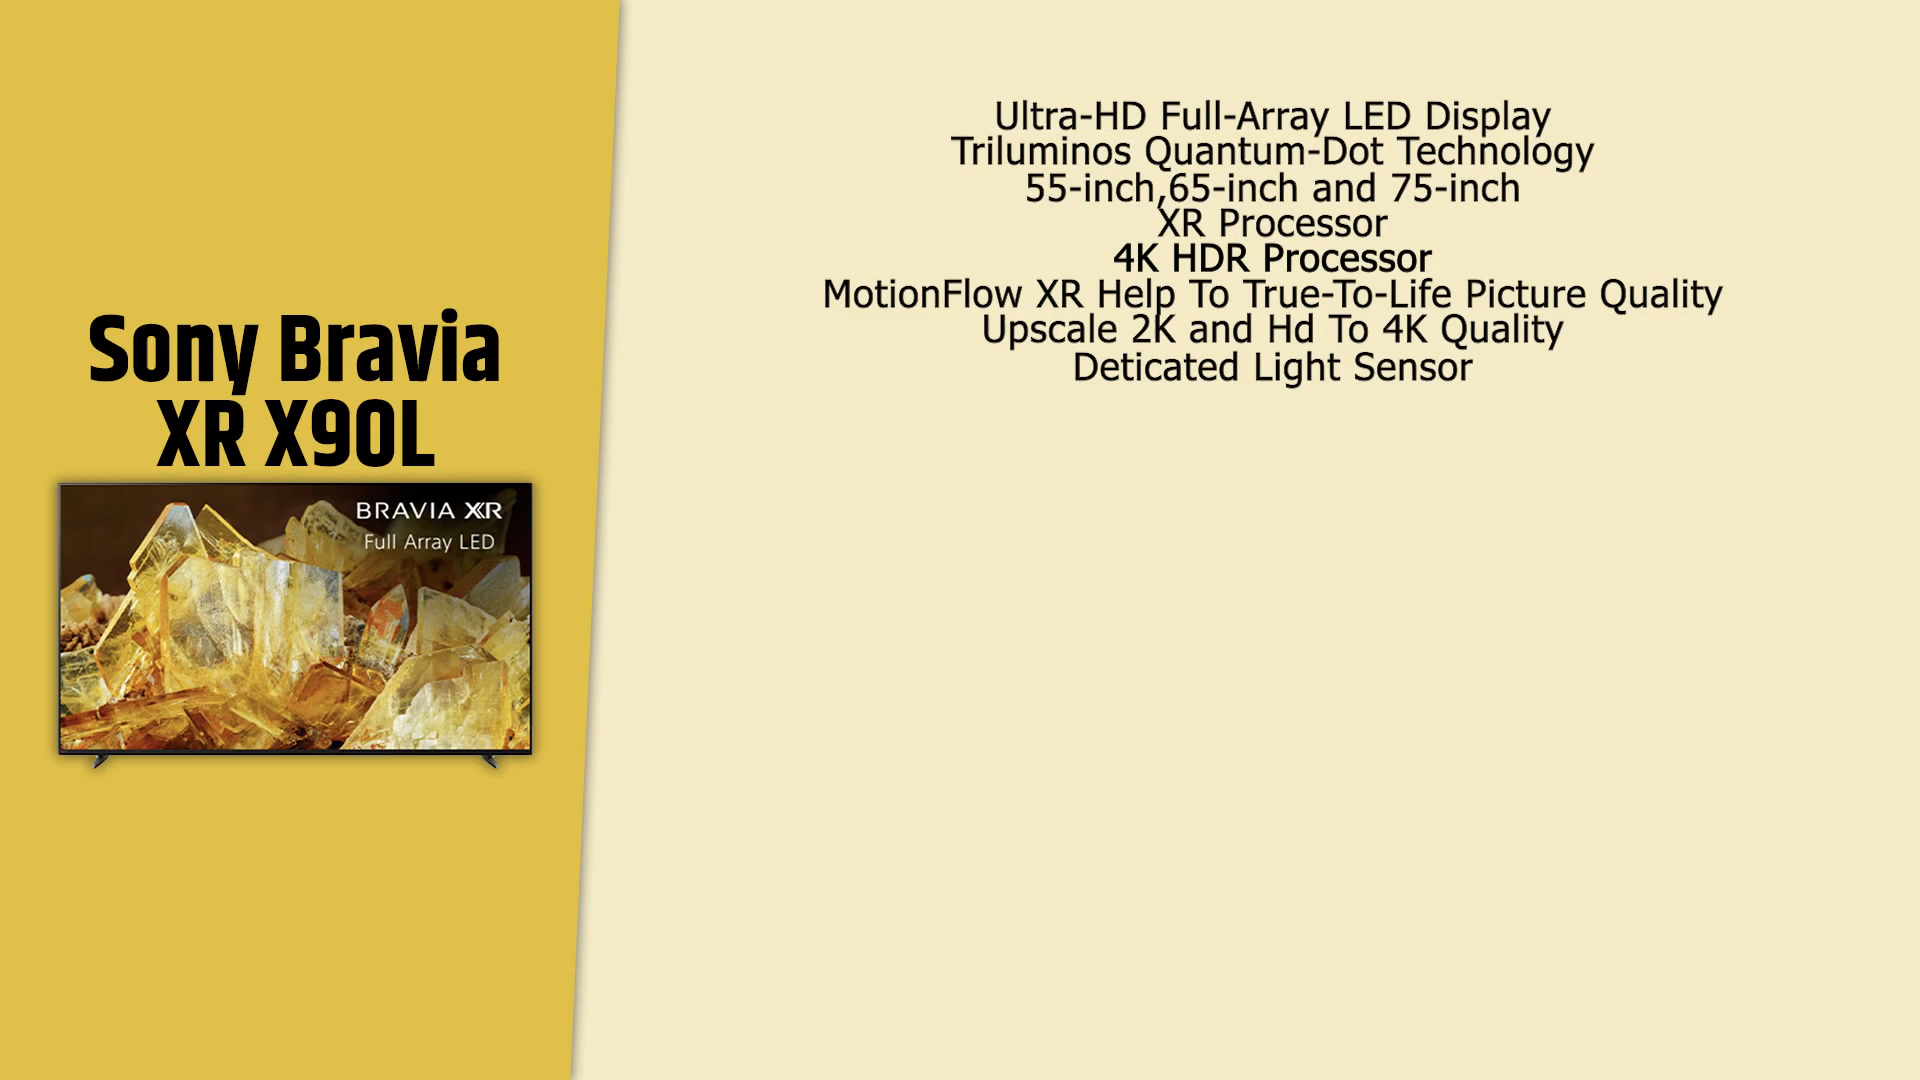 Sony Bravia
XR X90L
BRAVIA XR
Full Array LED
Ultra-HD Full-Array LED Display
Triluminos Quantum-Dot Technology
55-inch,65-inch and 75-inch
XR Processor
4K HDR Processor
MotionFlow XR Help To True-To-Life Picture Quality
Upscale 2K and Hd To 4K Quality
Deticated Light Sensor